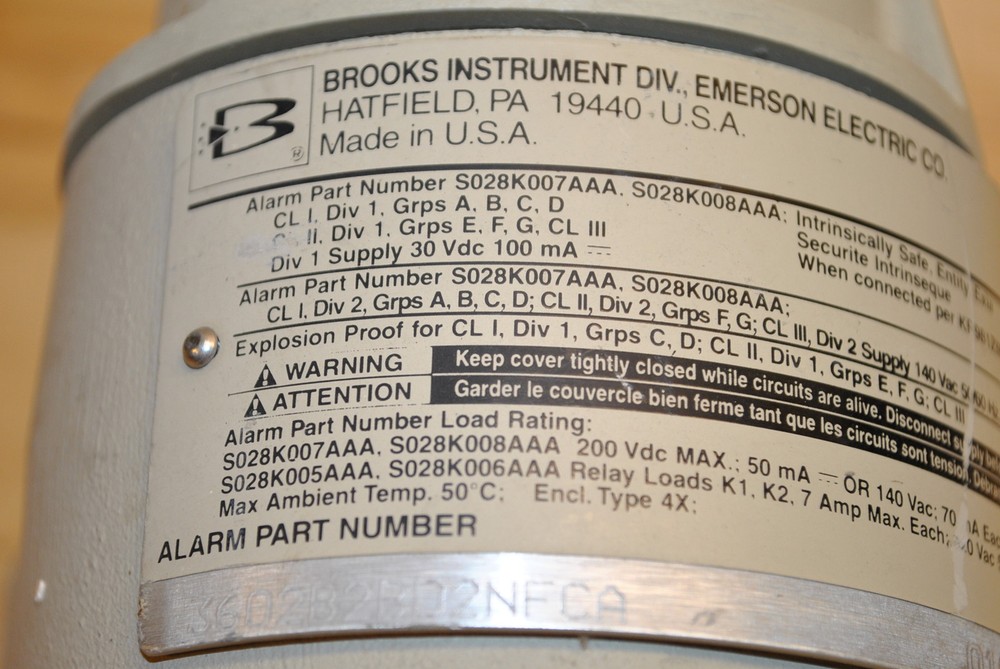 B
BROOKS INSTRUMENT DIV., EMERSON ELECTRIC CO.
HATFIELD, PA 19440 U.S.A.
Made in U.S.A.
Alarm Part Number S028K007AAA, S028K008AAA; Intrinsically Safe, Entity
CL I, Div 1, Grps A, B, C, D Securite Intrinseque
II, Div 1, Grps E, F, G, CL III When connected per
Div 1 Supply 30 Vdc 100 mA ⎓
Alarm Part Number S028K007AAA, S028K008AAA;
CL I, Div 2, Grps A, B, C, D; CL II, Div 2, Grps F, G; CL III, Div 2 Supply 140 Vac
Explosion Proof for CL I, Div 1, Grps C, D; CL II, Div 1, Grps E, F, G; CL III
WARNING Keep cover tightly closed while circuits are alive. Disconnect
ATTENTION Garder le couvercle bien ferme tant que les circuits sont
Alarm Part Number Load Rating:
S028K007AAA, S028K008AAA 200 Vdc MAX.; 50 mA ⎓ OR 140 Vac; 70
S028K005AAA, S028K006AAA Relay Loads K1, K2, 7 Amp Max. Each;
Max Ambient Temp. 50°C; Encl. Type 4X;
ALARM PART NUMBER